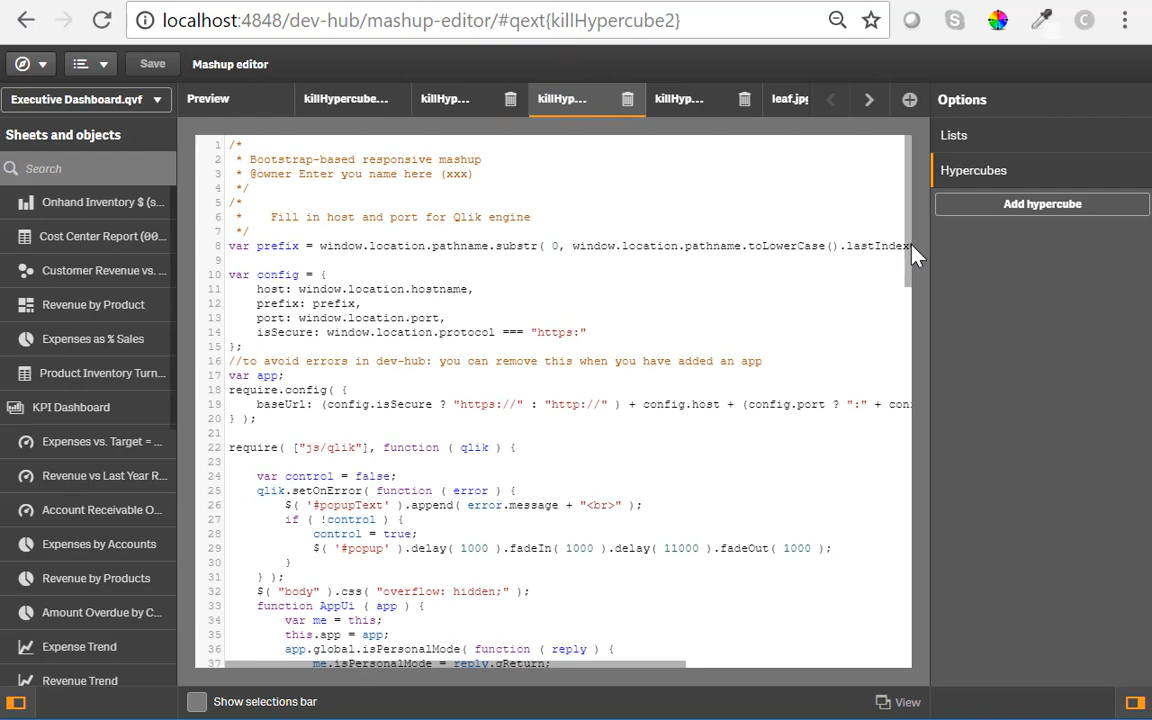 localhost:4848/dev-hub/mashup-editor/#qext{killHypercube2}
Save
Mashup editor
Executive Dashboard.qvf
Preview
killHypercube...
killHyp...
killHyp...
killHyp...
leaf.jpg
Options
Sheets and objects
Search
Onhand Inventory $ (s...
Cost Center Report (00...
Customer Revenue vs. ...
Revenue by Product
Expenses as % Sales
Product Inventory Turn...
KPI Dashboard
Expenses vs. Target = ...
Revenue vs Last Year R...
Account Receivable O...
Expenses by Accounts
Revenue by Products
Amount Overdue by C...
Expense Trend
Revenue Trend
1 /*
2 * Bootstrap-based responsive mashup
3 * @owner Enter you name here (xxx)
4 */
5 /*
6 *    Fill in host and port for Qlik engine
7 */
8 var prefix = window.location.pathname.substr( 0, window.location.pathname.toLowerCase().lastIndex
9
10 var config = {
11     host: window.location.hostname,
12     prefix: prefix,
13     port: window.location.port,
14     isSecure: window.location.protocol === "https:"
15 };
16 //to avoid errors in dev-hub: you can remove this when you have added an app
17 var app;
18 require.config( {
19     baseUrl: (config.isSecure ? "https://" : "http://" ) + config.host + (config.port ? ":" + con
20 } );
21
22 require( ["js/qlik"], function ( qlik ) {
23
24     var control = false;
25     qlik.setOnError( function ( error ) {
26         $( '#popupText' ).append( error.message + "<br>" );
27         if ( !control ) {
28             control = true;
29             $( '#popup' ).delay( 1000 ).fadeIn( 1000 ).delay( 11000 ).fadeOut( 1000 );
30         }
31     } );
32     $( "body" ).css( "overflow: hidden;" );
33     function AppUi ( app ) {
34         var me = this;
35         this.app = app;
36         app.global.isPersonalMode( function ( reply ) {
37             me.isPersonalMode = reply.qReturn;
Lists
Hypercubes
Add hypercube
Show selections bar
View